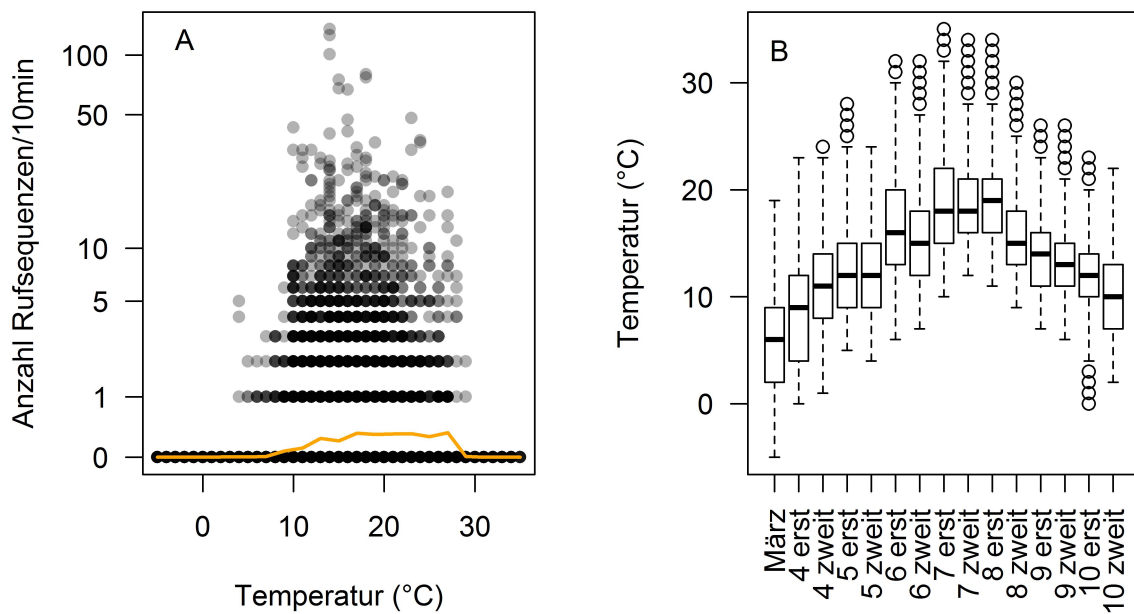 A
Anzahl Rufsequenzen/10min
100
50
10
5
1
0
0
10
20
30
Temperatur (°C)
B
Temperatur (°C)
30
20
10
0
März
4 erst
4 zweit
5 erst
5 zweit
6 erst
6 zweit
7 erst
7 zweit
8 erst
8 zweit
9 erst
9 zweit
10 erst
10 zweit